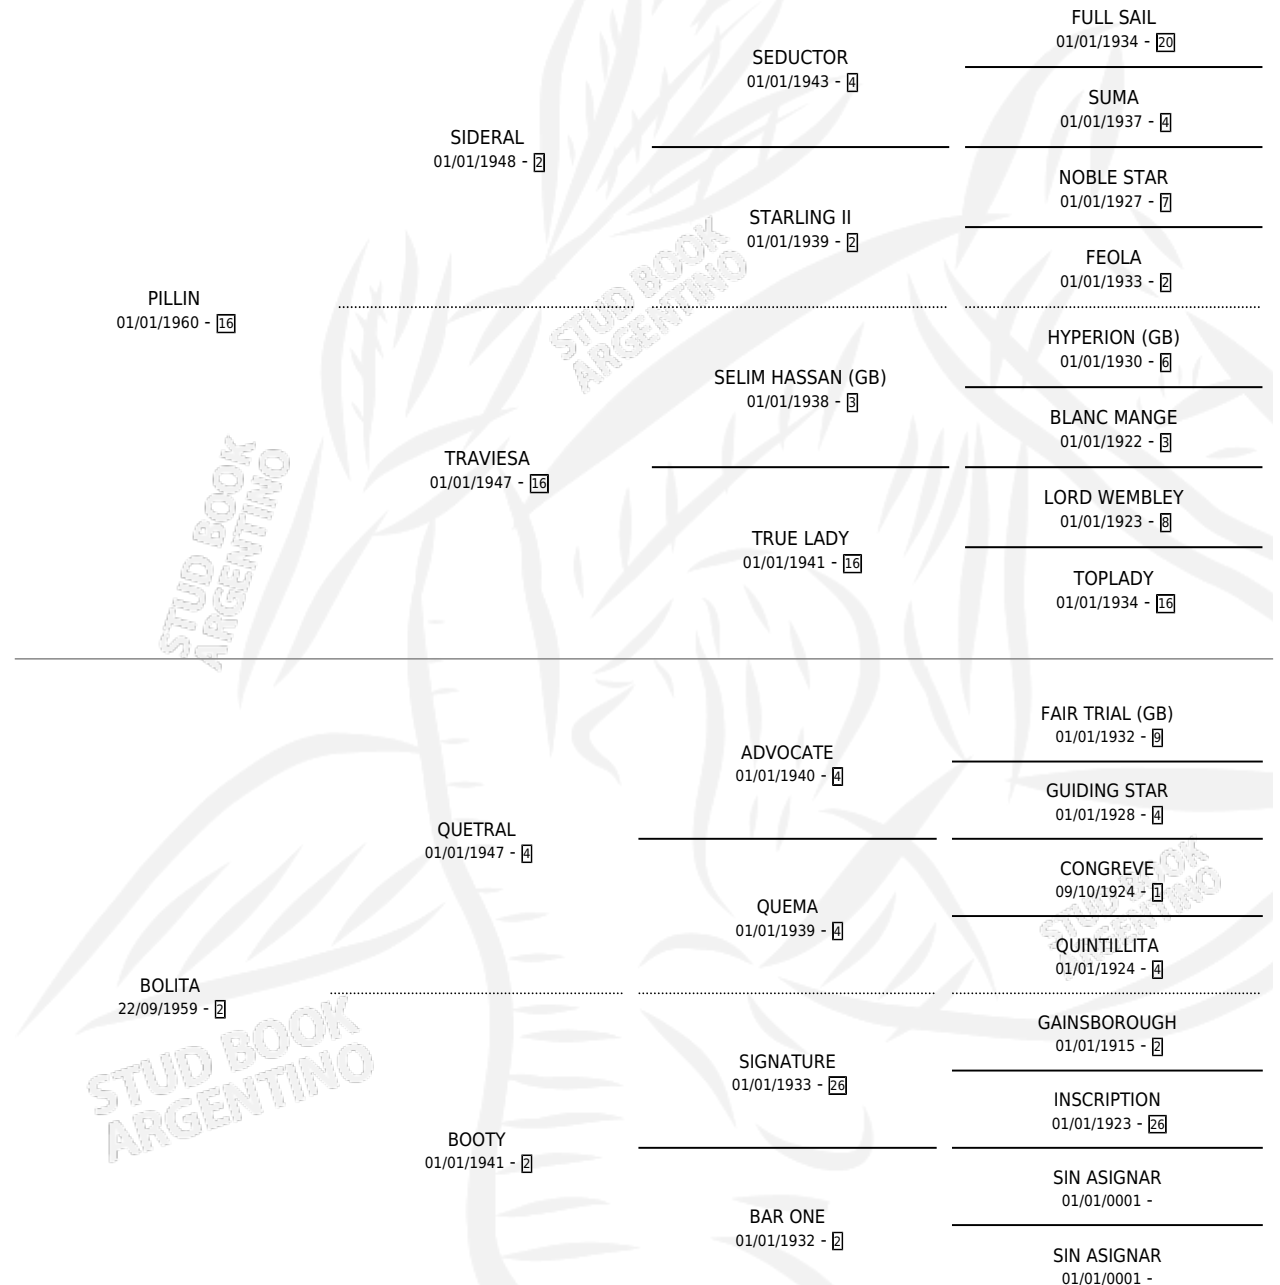 FULL SAIL
01/01/1934 - 20
SEDUCTOR
01/01/1943 - 4
SUMA
01/01/1937 - 4
SIDERAL
01/01/1948 - 2
NOBLE STAR
01/01/1927 - 7
STARLING II
01/01/1939 - 2
FEOLA
01/01/1933 - 2
PILLIN
01/01/1960 - 16
STUD BOOK
ARGENTINO
HYPERION (GB)
01/01/1930 - 6
SELIM HASSAN (GB)
01/01/1938 - 3
BLANC MANGE
01/01/1922 - 3
TRAVIESA
01/01/1947 - 16
LORD WEMBLEY
01/01/1923 - 8
TRUE LADY
01/01/1941 - 16
TOPLADY
01/01/1934 - 16
STUD BOOK
ARGENTINO
FAIR TRIAL (GB)
01/01/1932 - 9
ADVOCATE
01/01/1940 - 4
GUIDING STAR
01/01/1928 - 4
QUETRAL
01/01/1947 - 4
CONGREVE
09/10/1924 - 1
QUEMA
01/01/1939 - 4
STUD BOOK
ARGENTINO
QUINTILLITA
01/01/1924 - 4
BOLITA
22/09/1959 - 2
STUD BOOK
ARGENTINO
GAINSBOROUGH
01/01/1915 - 2
SIGNATURE
01/01/1933 - 26
INSCRIPTION
01/01/1923 - 26
BOOTY
01/01/1941 - 2
SIN ASIGNAR
01/01/0001 -
BAR ONE
01/01/1932 - 2
SIN ASIGNAR
01/01/0001 -